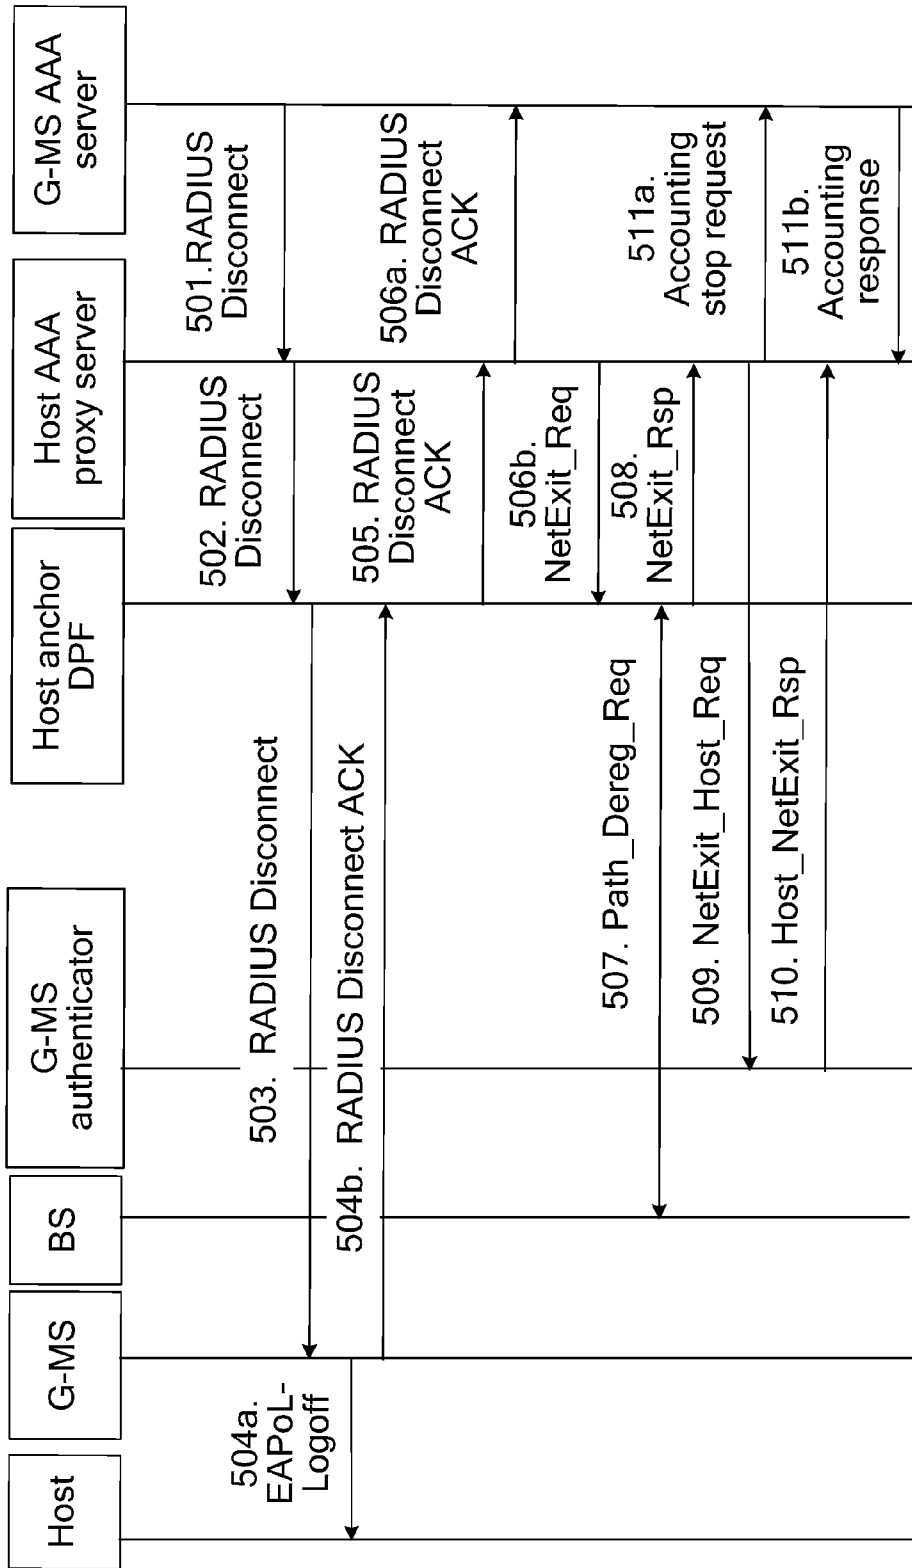 Host
G-MS
BS
G-MS
authenticator
Host anchor
DPF
Host AAA
proxy server
G-MS AAA
server
501.RADIUS
Disconnect
502. RADIUS
Disconnect
503. RADIUS Disconnect
504a.
EAPoL-
Logoff
504b. RADIUS Disconnect ACK
505. RADIUS
Disconnect
ACK
506a. RADIUS
Disconnect
ACK
506b.
NetExit_Req
507. Path_Dereg_Req
508.
NetExit_Rsp
509. NetExit_Host_Req
510. Host_NetExit_Rsp
511a.
Accounting
stop request
511b.
Accounting
response